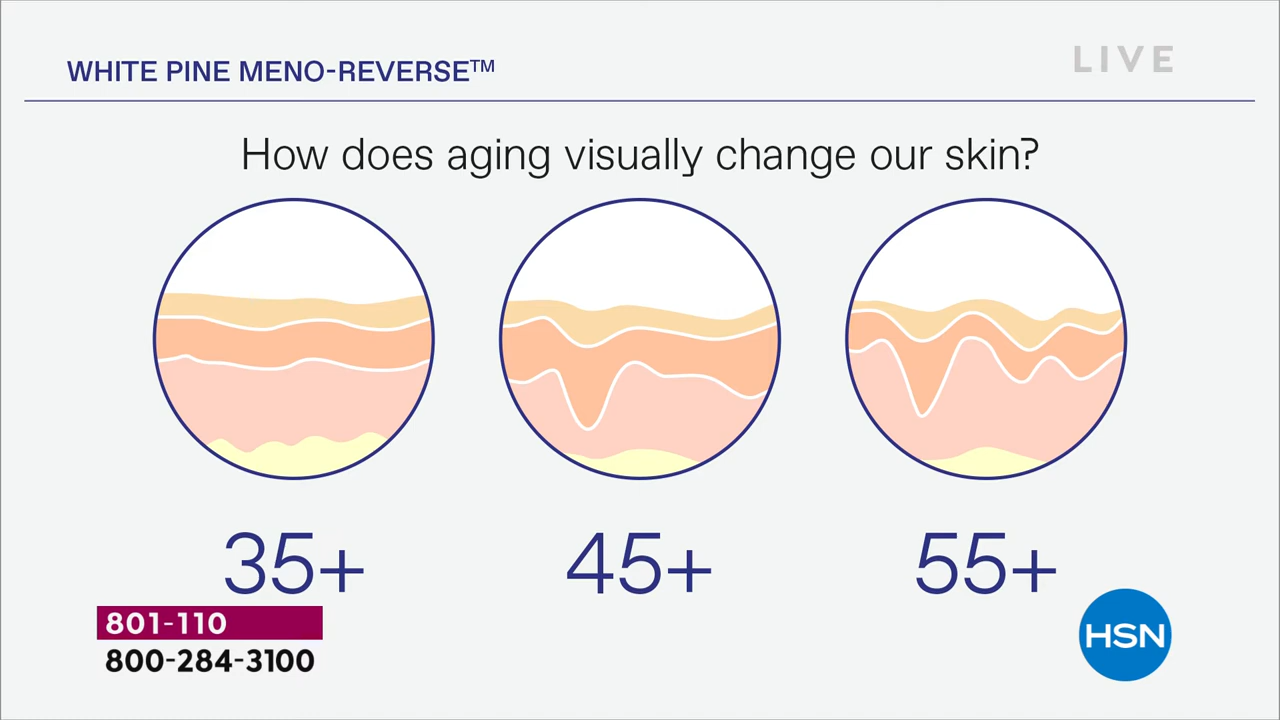 WHITE PINE MENO-REVERSE™
LIVE
How does aging visually change our skin?
35+
45+
55+
801-110
800-284-3100
HSN